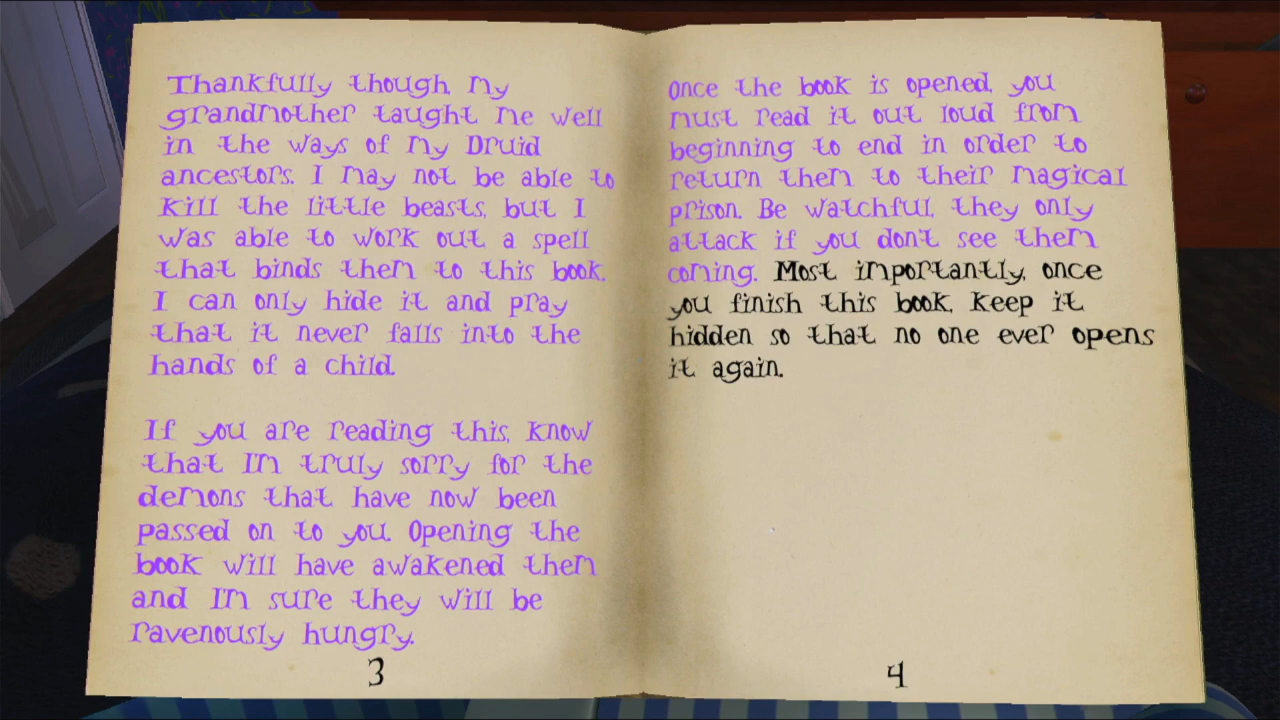 Thankfully though, my
grandmother taught me well
in the ways of my Druid
ancestors. I may not be able to
kill the little beasts, but I
was able to work out a spell
that binds them to this book.
I can only hide it and pray
that it never falls into the
hands of a child.
If you are reading this, know
that I'm truly sorry for the
demons that have now been
passed on to you. Opening the
book will have awakened them
and I'm sure they will be
ravenously hungry.
3
Once the book is opened, you
must read it out loud from
beginning to end in order to
return them to their magical
prison. Be watchful, they only
attack if you don't see them
coming. Most importantly, once
you finish this book, keep it
hidden so that no one ever opens
it again.
4